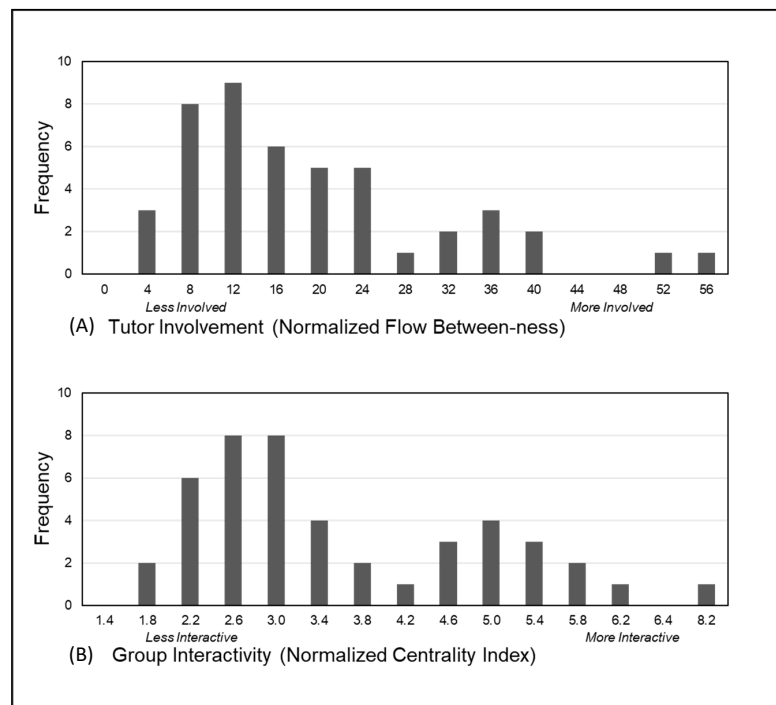 10
8
6
4
2
0
Frequency
0 4 8 12 16 20 24 28 32 36 40 44 48 52 56
Less Involved More Involved
(A) Tutor Involvement (Normalized Flow Between-ness)
10
8
6
4
2
0
Frequency
1.4 1.8 2.2 2.6 3.0 3.4 3.8 4.2 4.6 5.0 5.4 5.8 6.2 6.4 8.2
Less Interactive More Interactive
(B) Group Interactivity (Normalized Centrality Index)